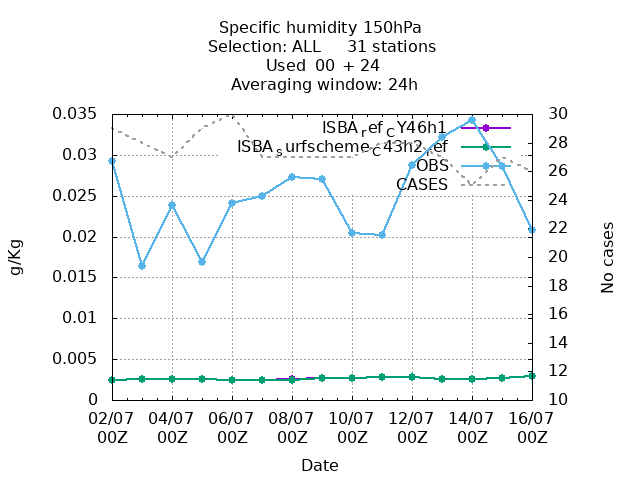 Specific humidity 150hPa
Selection: ALL 31 stations
Used 00 + 24
Averaging window: 24h
0.035
0.03
0.025
0.02
0.015
0.01
0.005
0
g/Kg
30
28
26
24
22
20
18
16
14
12
10
No cases
ISBA_ref_CY46h1
ISBA_surfscheme_C43h2_ref
OBS
CASES
02/07 04/07 06/07 08/07 10/07 12/07 14/07 16/07
00Z 00Z 00Z 00Z 00Z 00Z 00Z 00Z
Date